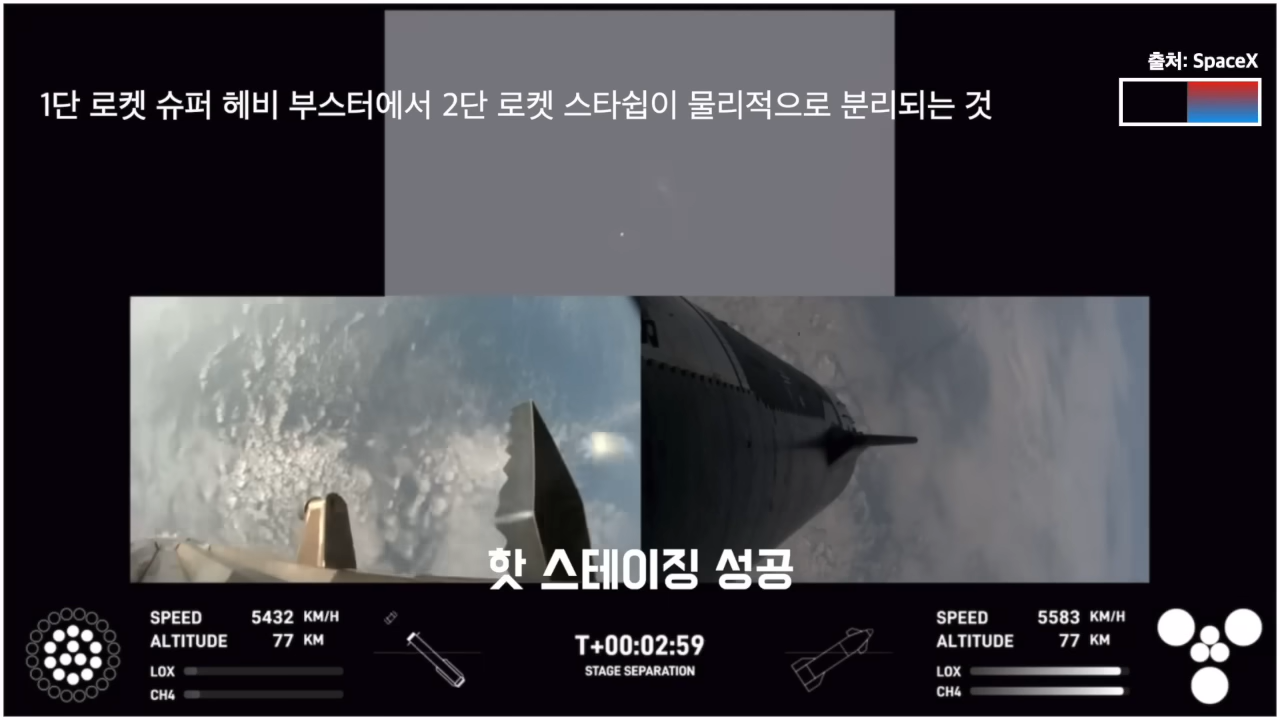 출처: SpaceX
1단 로켓 슈퍼 헤비 부스터에서 2단 로켓 스타쉽이 물리적으로 분리되는 것
핫 스테이징 성공
SPEED 5432 KM/H
ALTITUDE 77 KM
LOX
CH4
T+00:02:59
STAGE SEPARATION
SPEED 5583 KM/H
ALTITUDE 77 KM
LOX
CH4